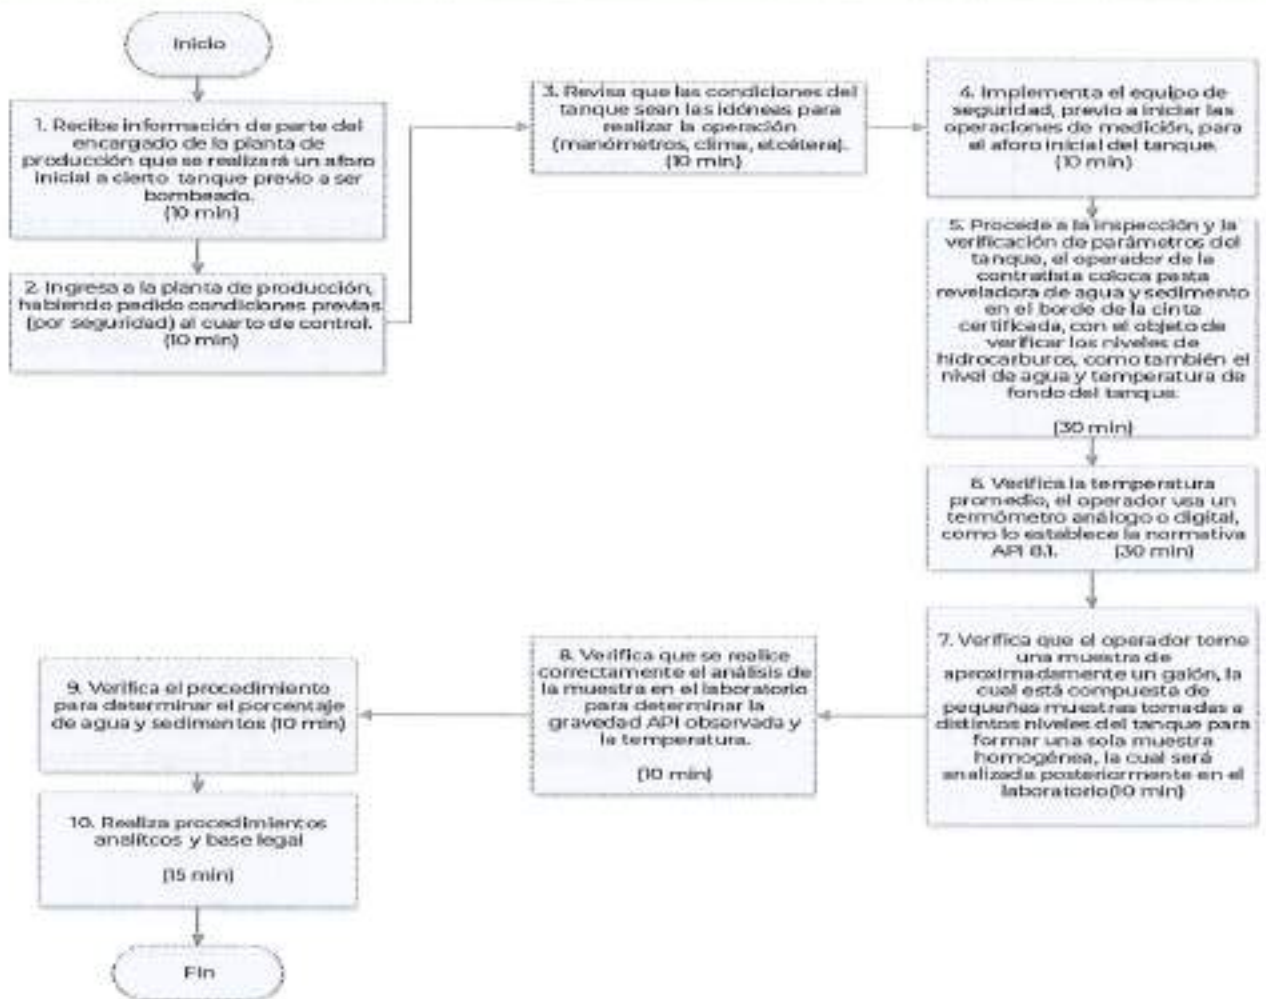 Inicio
1. Recibe información de parte del
encargado de la planta de
producción que se realizará un aforo
inicial a cierto tanque previo a ser
bombeado.
(10 min)
2. Ingresa a la planta de producción,
habiendo pedido condiciones previas
(por seguridad) al cuarto de control.
(10 min)
3. Revisa que las condiciones del
tanque sean las idóneas para
realizar la operación
(manómetros, clima, etcétera).
(10 min)
4. Implementa el equipo de
seguridad, previo a iniciar las
operaciones de medición, para
el aforo inicial del tanque.
(10 min)
5. Procede a la inspección y la
verificación de parámetros del
tanque, el operador de la
contratista coloca pasta
reveladora de agua y sedimento
en el borde de la cinta
certificada, con el objeto de
verificar los niveles de
hidrocarburos, como también el
nivel de agua y temperatura de
fondo del tanque.
(30 min)
6. Verifica la temperatura
promedio, el operador usa un
termómetro análogo o digital,
como lo establece la normativa
API 8.1. (30 min)
7. Verifica que el operador tome
una muestra de
aproximadamente un galón, la
cual está compuesta de
pequeñas muestras tomadas a
distintos niveles del tanque para
formar una sola muestra
homogénea, la cual será
analizada posteriormente en el
laboratorio(10 min)
8. Verifica que se realice
correctamente el análisis de
la muestra en el laboratorio
para determinar la
gravedad API observada y
la temperatura.
(10 min)
9. Verifica el procedimiento
para determinar el porcentaje
de agua y sedimentos (10 min)
10. Realiza procedimientos
analítcos y base legal
(15 min)
Fin